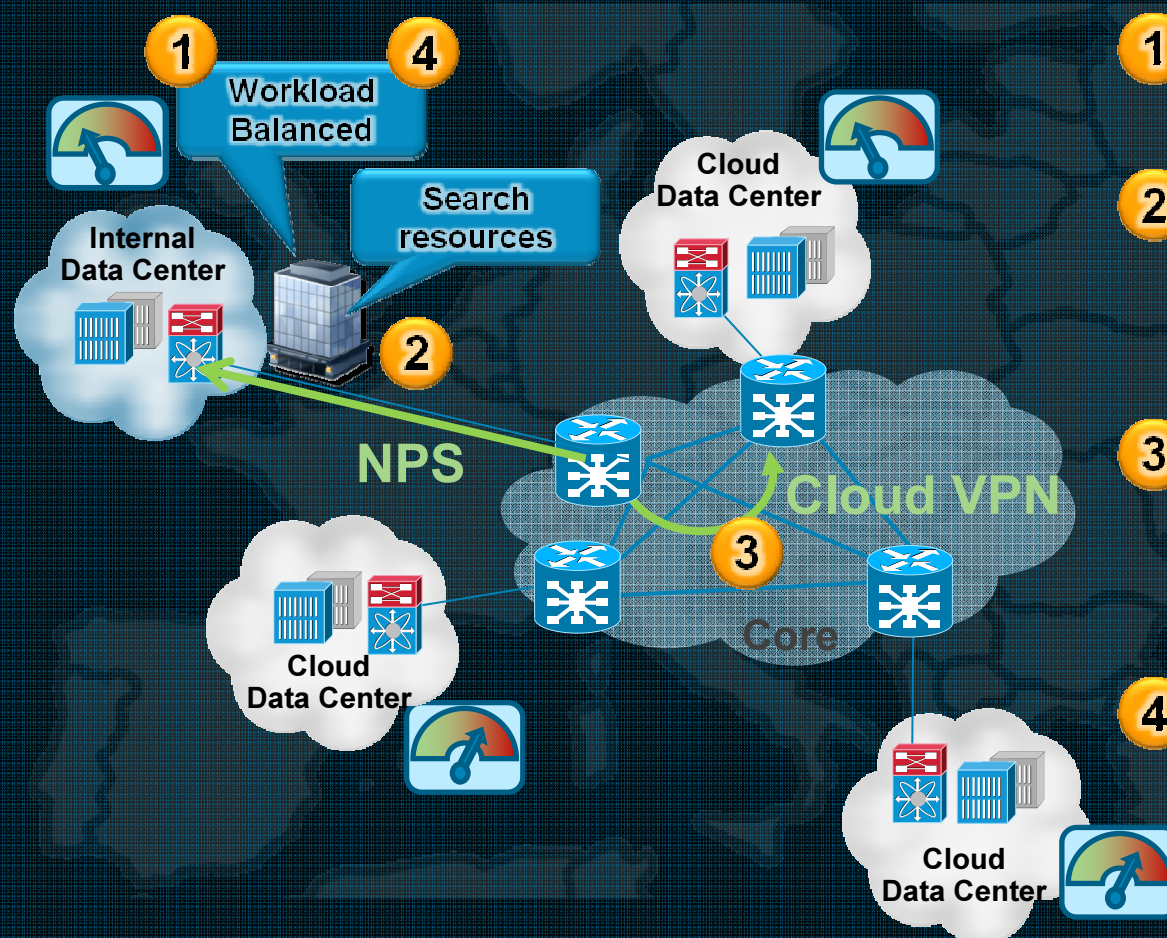 1
4
1
Workload
Balanced
Cloud
Data Center
Search
resources
2
Internal
Data Center
2
NPS
3
Cloud VPN
3
Core
Cloud
Data Center
4
Cloud
Data Center